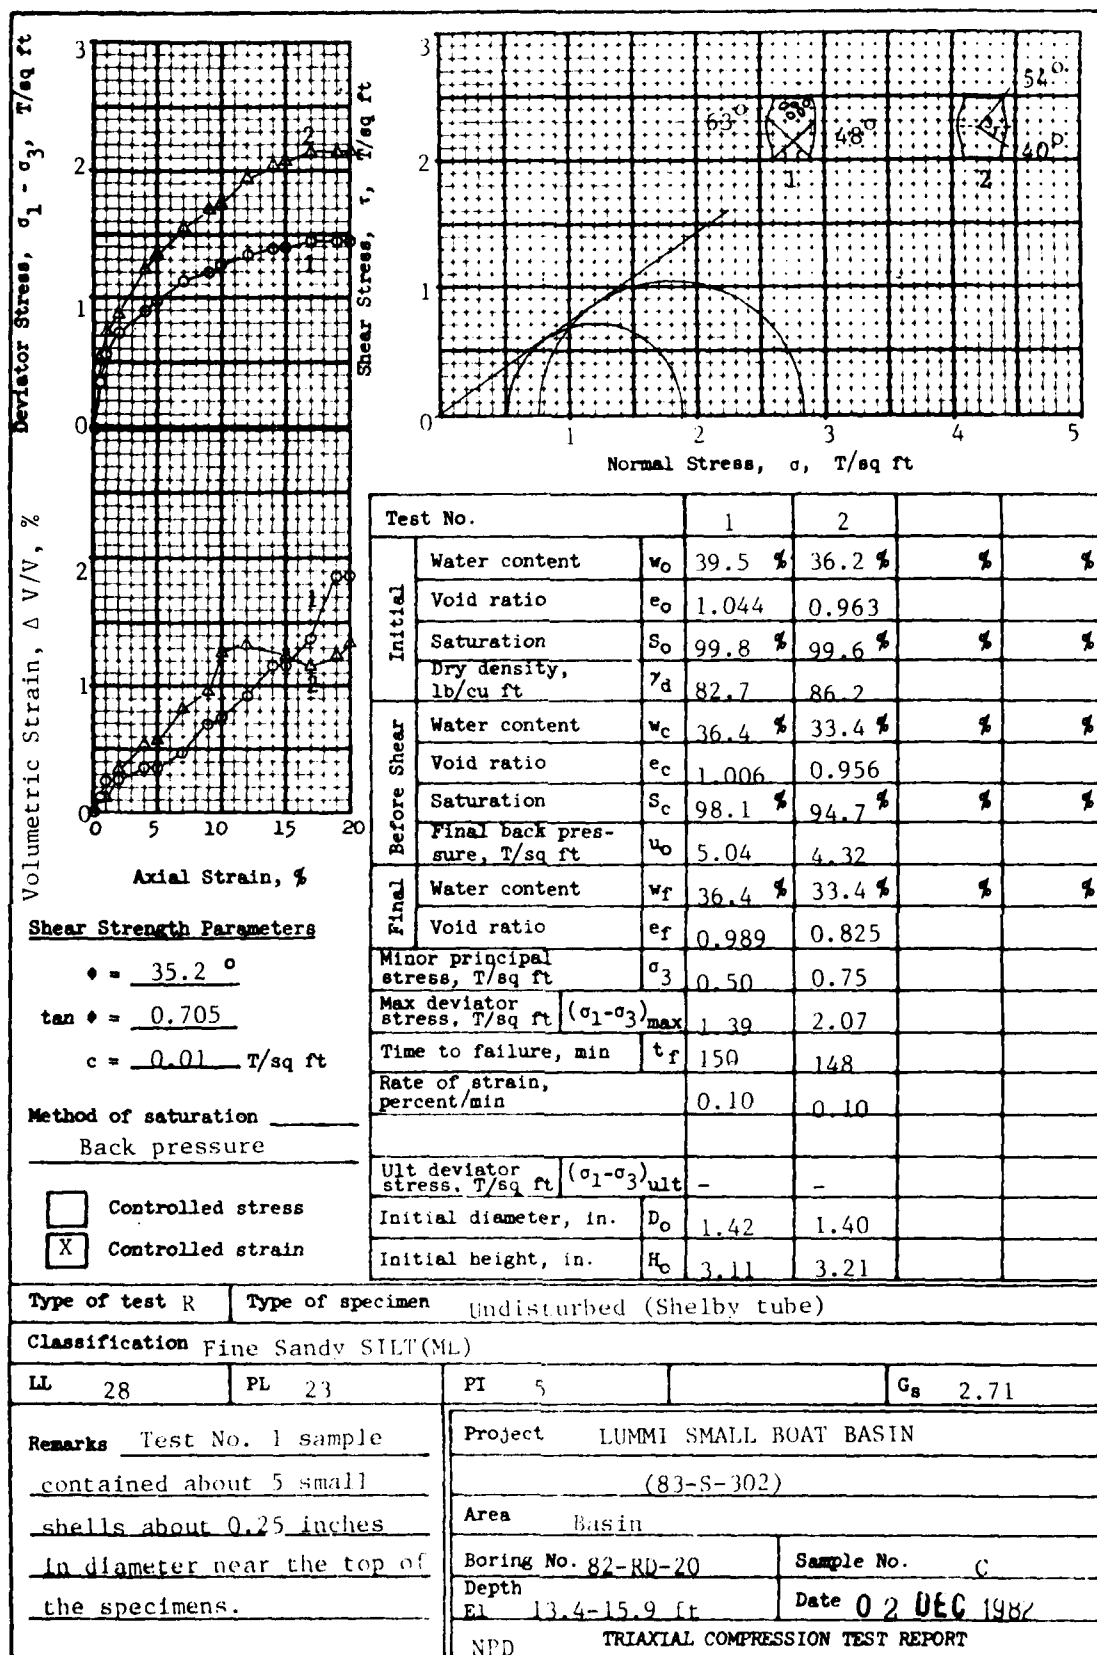 Deviator Stress, σ1 - σ3, T/sq ft
3
2
1
0
2
1
Shear Stress, τ, T/sq ft
3
2
1
0
1
2
3
4
5
Normal Stress, σ, T/sq ft
63°
48°
1
54°
40°
2
Volumetric Strain, Δ V/V, %
2
1
0
1
2
0 5 10 15 20
Axial Strain, %
Shear Strength Parameters
φ = 35.2 °
tan φ = 0.705
c = 0.01 T/sq ft
Method of saturation
Back pressure
Controlled stress
X Controlled strain
Test No. 1 2
Initial
Water content wo 39.5 % 36.2 % % %
Void ratio eo 1.044 0.963
Saturation So 99.8 % 99.6 % % %
Dry density, lb/cu ft γd 82.7 86.2
Before Shear
Water content wc 36.4 % 33.4 % % %
Void ratio ec 1.006 0.956
Saturation Sc 98.1 % 94.7 % % %
Final back pres-
sure, T/sq ft uo 5.04 4.32
Final
Water content wf 36.4 % 33.4 % % %
Void ratio ef 0.989 0.825
Minor principal
stress, T/sq ft σ3 0.50 0.75
Max deviator
stress, T/sq ft (σ1-σ3)max 1.39 2.07
Time to failure, min tf 150 148
Rate of strain,
percent/min 0.10 0.10
Ult deviator
stress, T/sq ft (σ1-σ3)ult - -
Initial diameter, in. Do 1.42 1.40
Initial height, in. Ho 3.11 3.21
Type of test R Type of specimen Undisturbed (Shelby tube)
Classification Fine Sandy SILT(ML)
LL 28 PL 23 PI 5 Gs 2.71
Remarks Test No. 1 sample
contained about 5 small
shells about 0.25 inches
in diameter near the top of
the specimens.
Project LUMMI SMALL BOAT BASIN
(83-S-302)
Area Basin
Boring No. 82-RD-20 Sample No. C
Depth
El 13.4-15.9 ft Date 02 DEC 1982
NPD TRIAXIAL COMPRESSION TEST REPORT